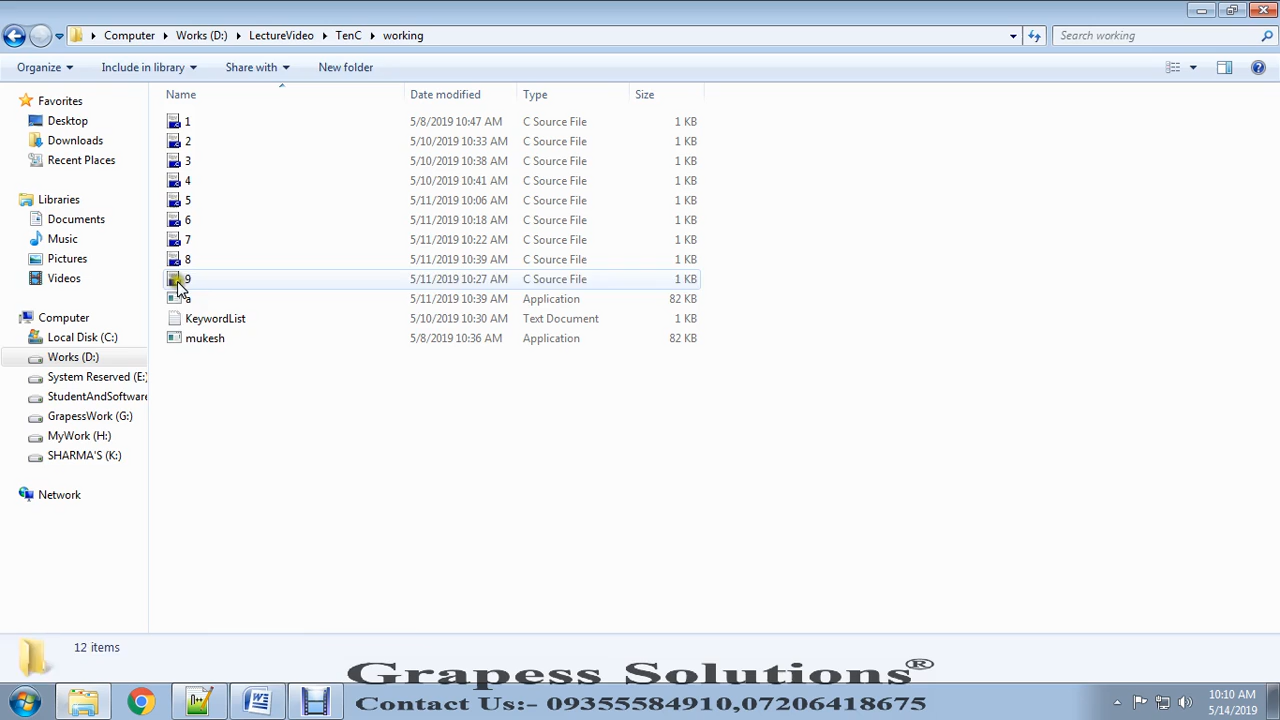 Computer Works (D:) LectureVideo TenC working Search working
Organize Include in library Share with New folder
Name Date modified Type Size
Favorites
Desktop
Downloads
Recent Places
Libraries
Documents
Music
Pictures
Videos
Computer
Local Disk (C:)
Works (D:)
System Reserved (E:)
StudentAndSoftware
GrapessWork (G:)
MyWork (H:)
SHARMA'S (K:)
Network
1 5/8/2019 10:47 AM C Source File 1 KB
2 5/10/2019 10:33 AM C Source File 1 KB
3 5/10/2019 10:38 AM C Source File 1 KB
4 5/10/2019 10:41 AM C Source File 1 KB
5 5/11/2019 10:06 AM C Source File 1 KB
6 5/11/2019 10:18 AM C Source File 1 KB
7 5/11/2019 10:22 AM C Source File 1 KB
8 5/11/2019 10:39 AM C Source File 1 KB
9 5/11/2019 10:27 AM C Source File 1 KB
a 5/11/2019 10:39 AM Application 82 KB
KeywordList 5/10/2019 10:30 AM Text Document 1 KB
mukesh 5/8/2019 10:36 AM Application 82 KB
12 items
Grapess Solutions®
Contact Us:- 09355584910,07206418675
10:10 AM
5/14/2019